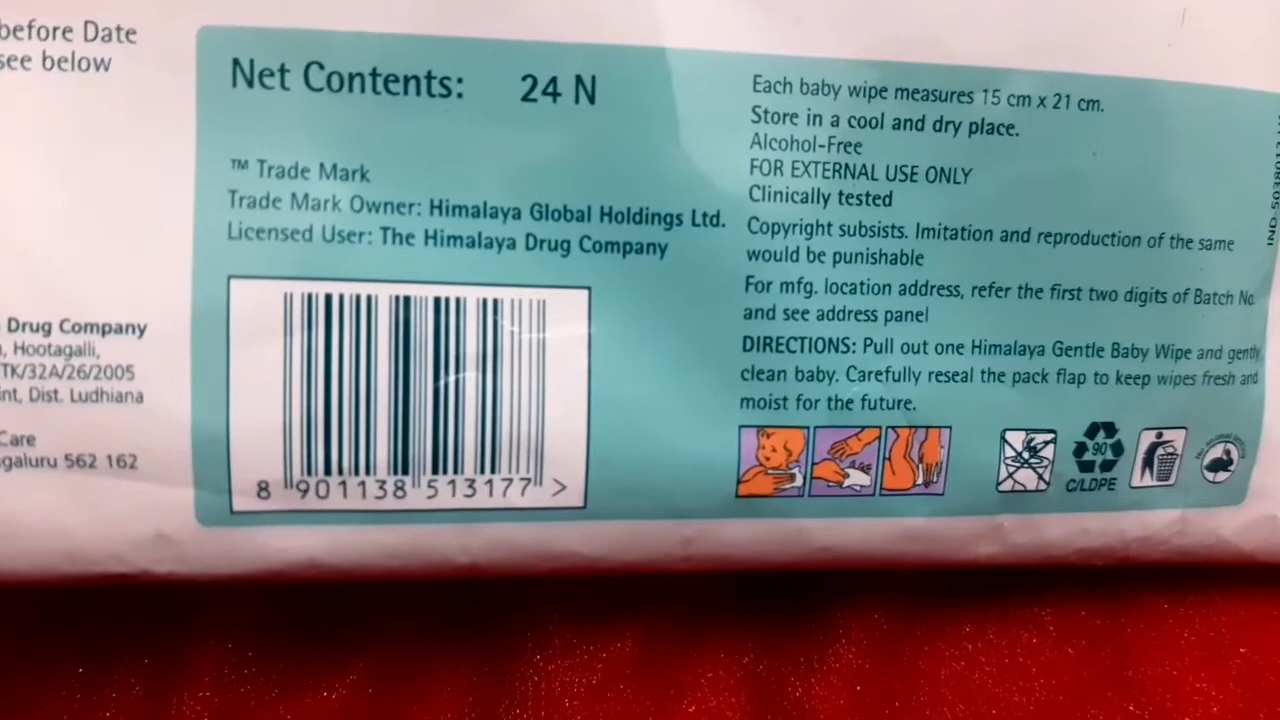 before Date
see below
Drug Company
Hootagalli,
TK/32A/26/2005
Dist. Ludhiana
Care
562 162
Net Contents: 24 N
™ Trade Mark
Trade Mark Owner: Himalaya Global Holdings Ltd.
Licensed User: The Himalaya Drug Company
8 901138 513177 >
Each baby wipe measures 15 cm x 21 cm.
Store in a cool and dry place.
Alcohol-Free
FOR EXTERNAL USE ONLY
Clinically tested
Copyright subsists. Imitation and reproduction of the same
would be punishable
For mfg. location address, refer the first two digits of Batch No.
and see address panel
DIRECTIONS: Pull out one Himalaya Gentle Baby Wipe and gently
clean baby. Carefully reseal the pack flap to keep wipes fresh and
moist for the future.
90
C/LDPE